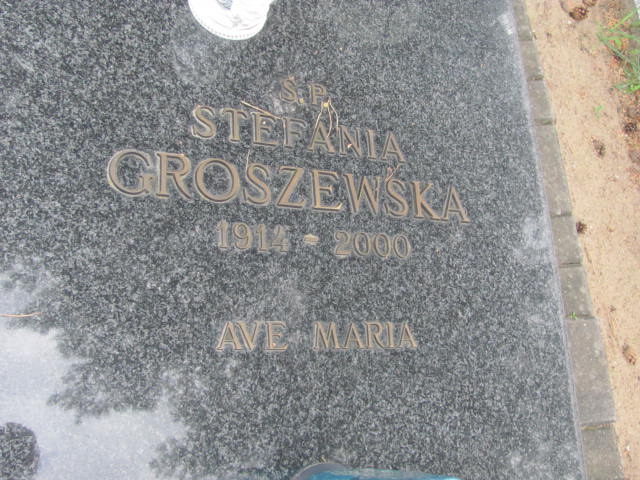 Ś.P.
STEFANIA
GROSZEWSKA
1914 - 2000
AVE MARIA